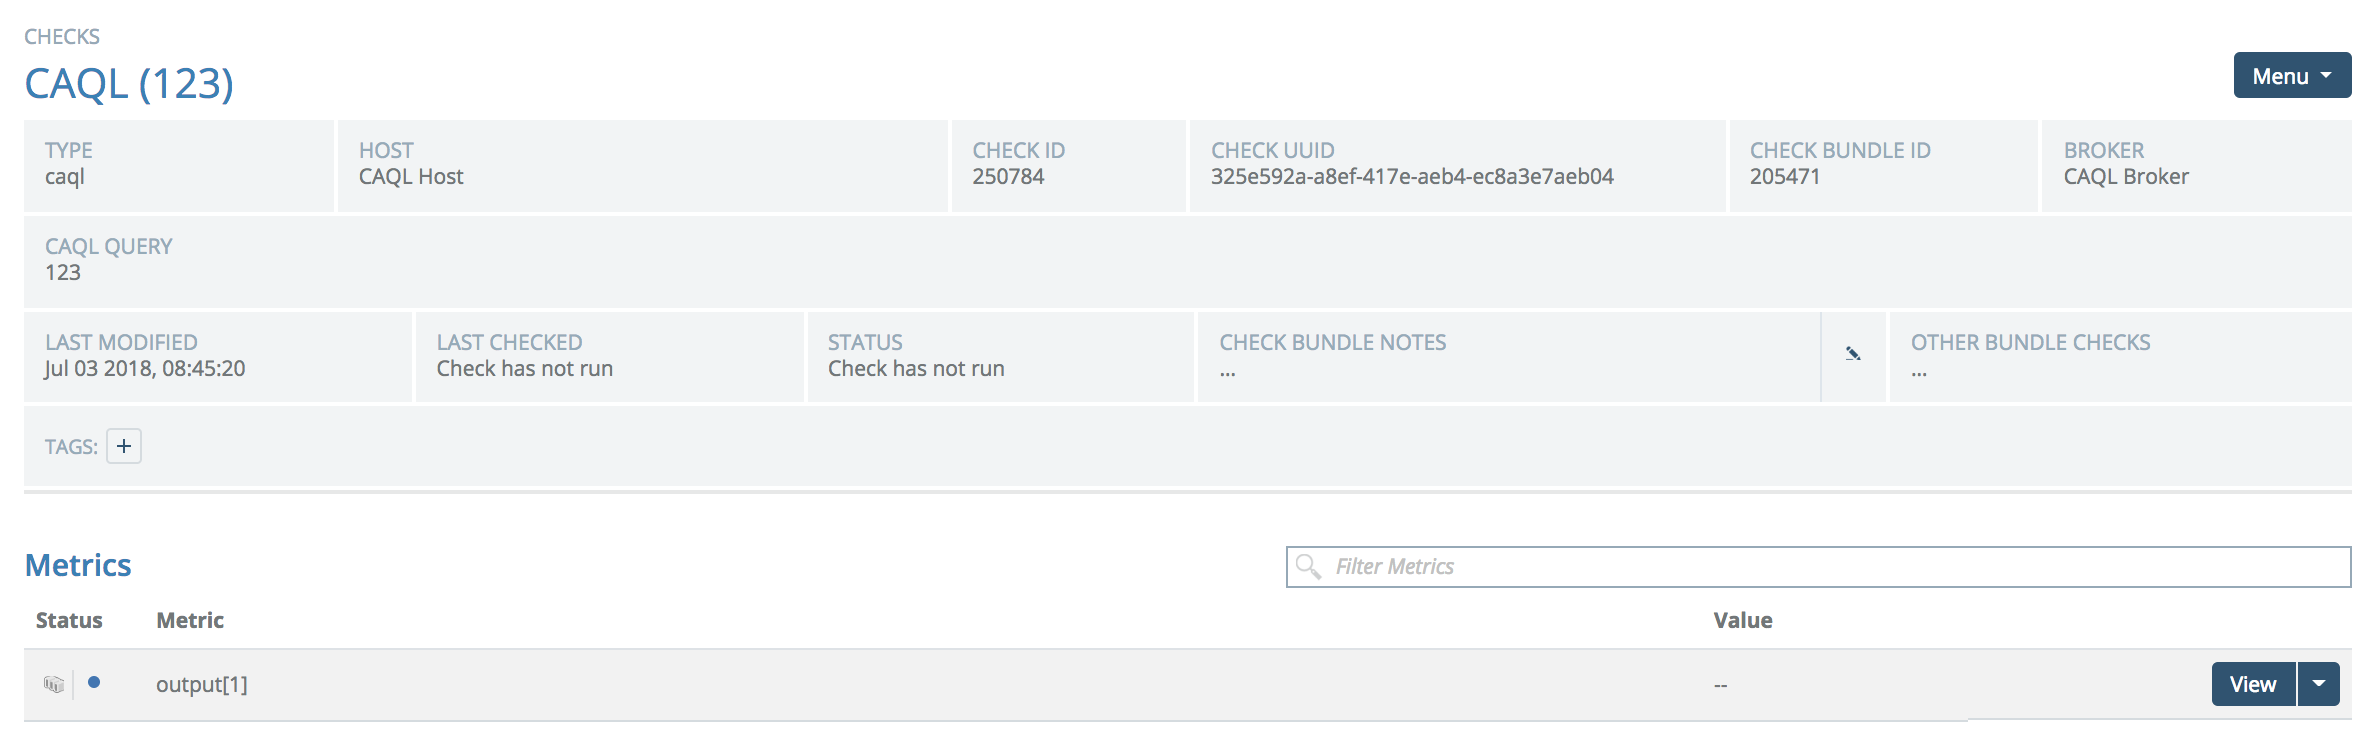 CHECKS
CAQL (123)
Menu
TYPE
caql
HOST
CAQL Host
CHECK ID
250784
CHECK UUID
325e592a-a8ef-417e-aeb4-ec8a3e7aeb04
CHECK BUNDLE ID
205471
BROKER
CAQL Broker
CAQL QUERY
123
LAST MODIFIED
Jul 03 2018, 08:45:20
LAST CHECKED
Check has not run
STATUS
Check has not run
CHECK BUNDLE NOTES
...
OTHER BUNDLE CHECKS
...
TAGS: +
Metrics
Filter Metrics
Status Metric Value
output[1] -- View